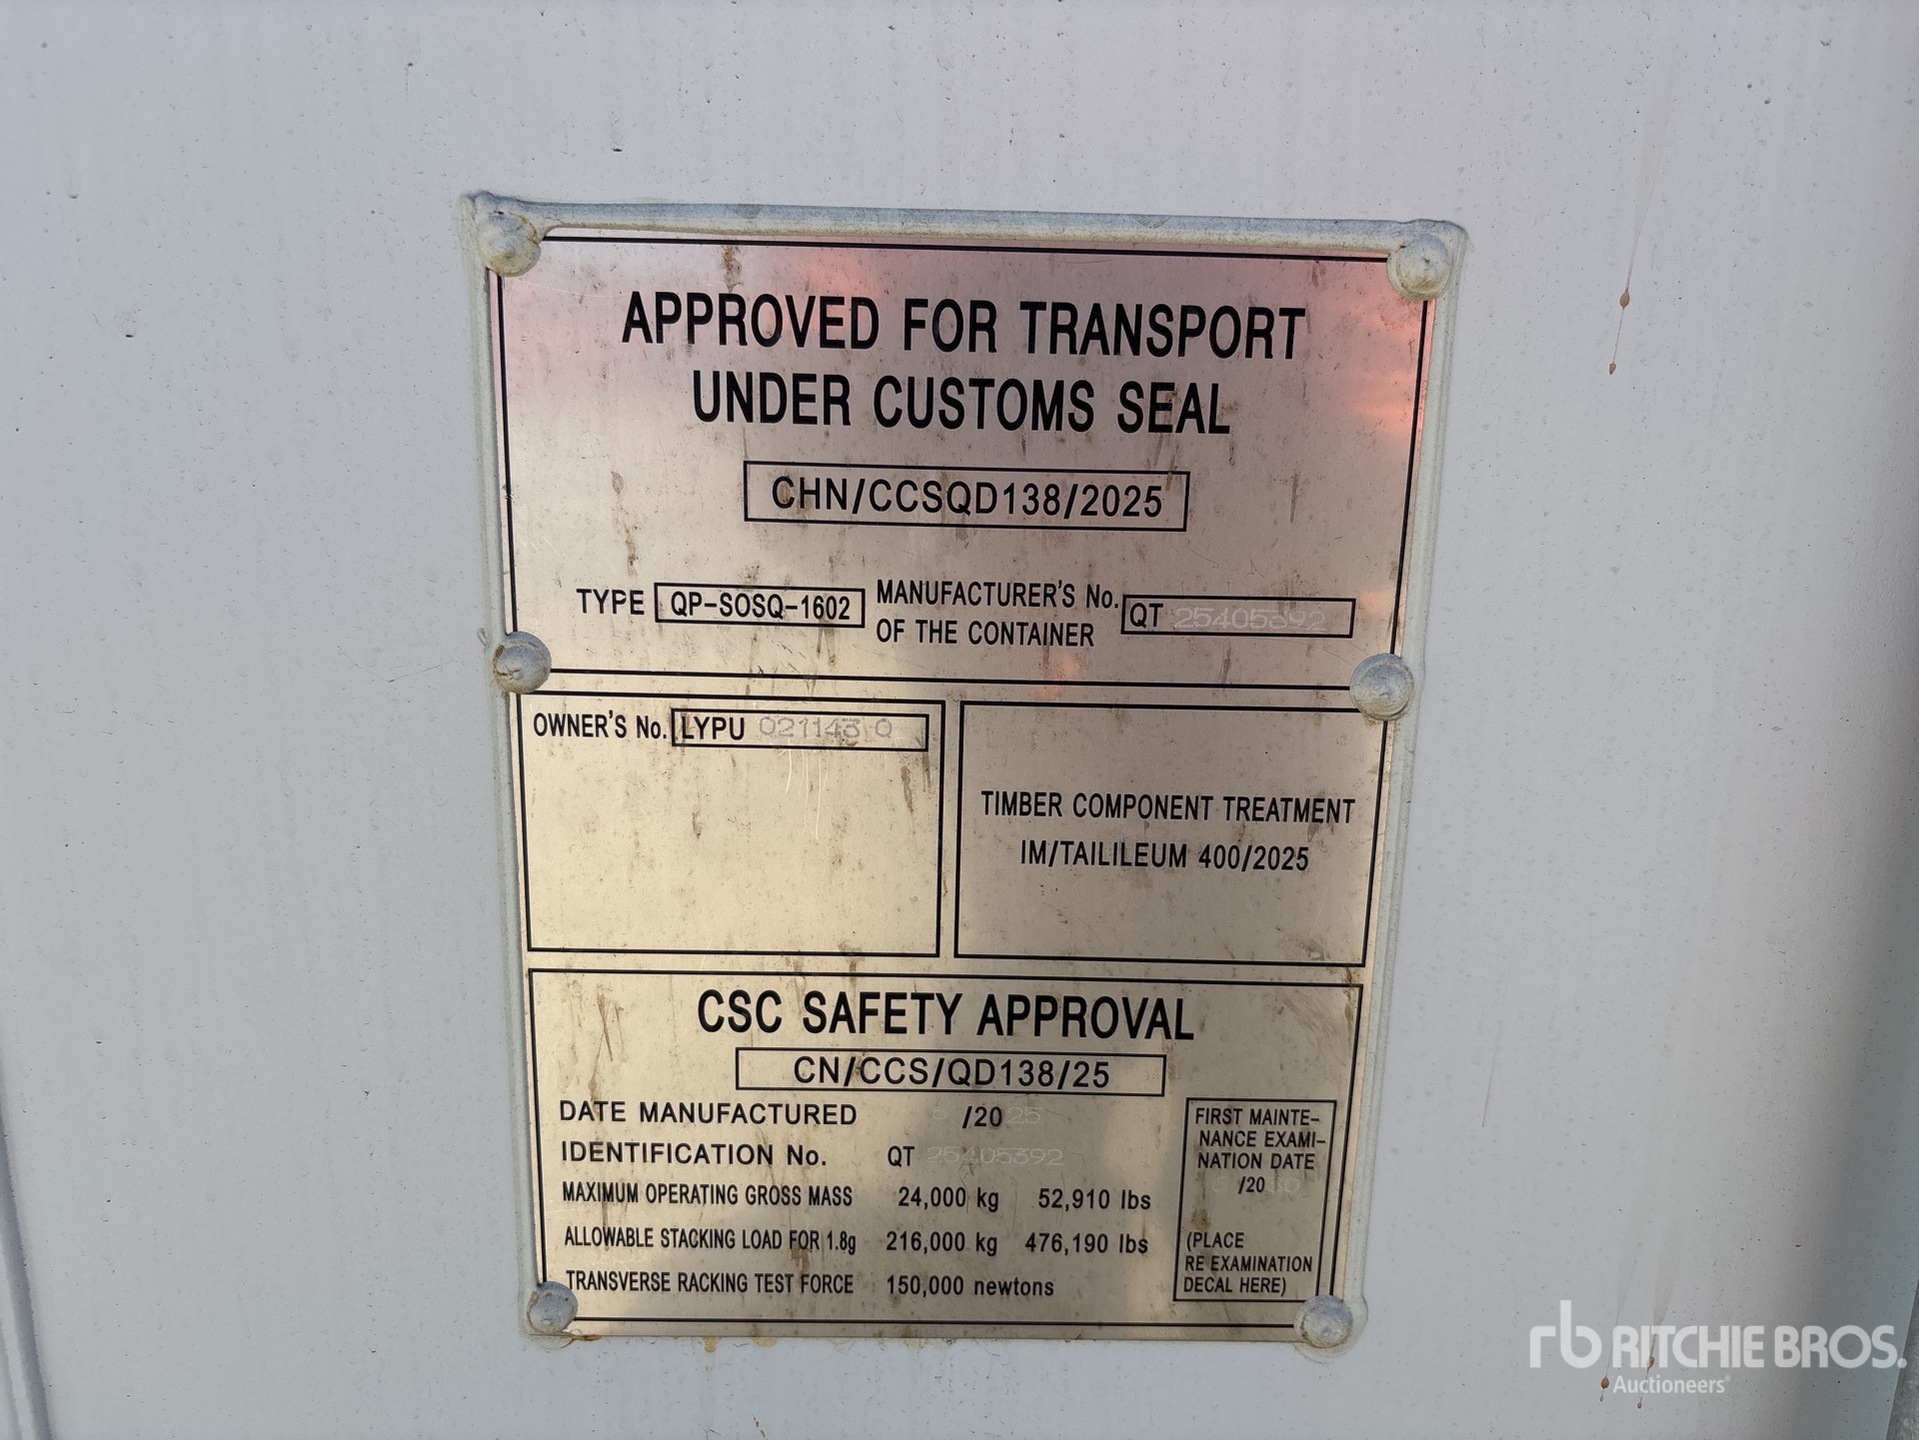 APPROVED FOR TRANSPORT
UNDER CUSTOMS SEAL
CHN/CCSQD138/2025
TYPE QP-SOSQ-1602 MANUFACTURER'S No. OF THE CONTAINER QT 25405392
OWNER'S No. LYPU 021143 0
TIMBER COMPONENT TREATMENT
IM/TAILILEUM 400/2025
CSC SAFETY APPROVAL
CN/CCS/QD138/25
DATE MANUFACTURED /20 25
IDENTIFICATION No. QT 25405392
MAXIMUM OPERATING GROSS MASS 24,000 kg 52,910 lbs
ALLOWABLE STACKING LOAD FOR 1.8g 216,000 kg 476,190 lbs
TRANSVERSE RACKING TEST FORCE 150,000 newtons
FIRST MAINTE-
NANCE EXAMI-
NATION DATE
/20
(PLACE
RE EXAMINATION
DECAL HERE)
rb RITCHIE BROS.
Auctioneers